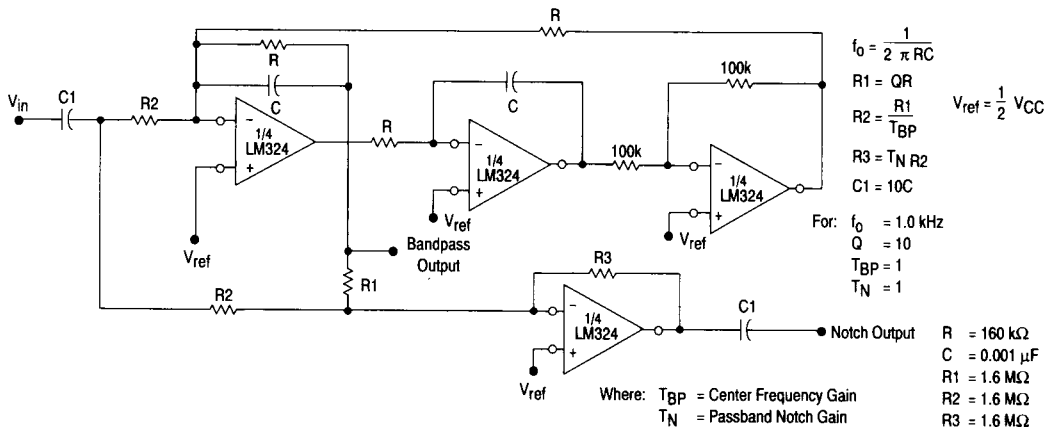 R
R
C
C1
V_in
R2
1/4 LM324
V_ref
Bandpass
Output
R
C
1/4 LM324
V_ref
100k
100k
1/4 LM324
V_ref
R1
R2
R3
1/4 LM324
V_ref
C1
Notch Output
f_o = 1 / 2 π RC
R1 = QR
R2 = R1 / T_BP
R3 = T_N R2
C1 = 10C
V_ref = 1/2 V_CC
For: f_o = 1.0 kHz
Q = 10
T_BP = 1
T_N = 1
R = 160 kΩ
C = 0.001 μF
R1 = 1.6 MΩ
R2 = 1.6 MΩ
R3 = 1.6 MΩ
Where: T_BP = Center Frequency Gain
T_N = Passband Notch Gain